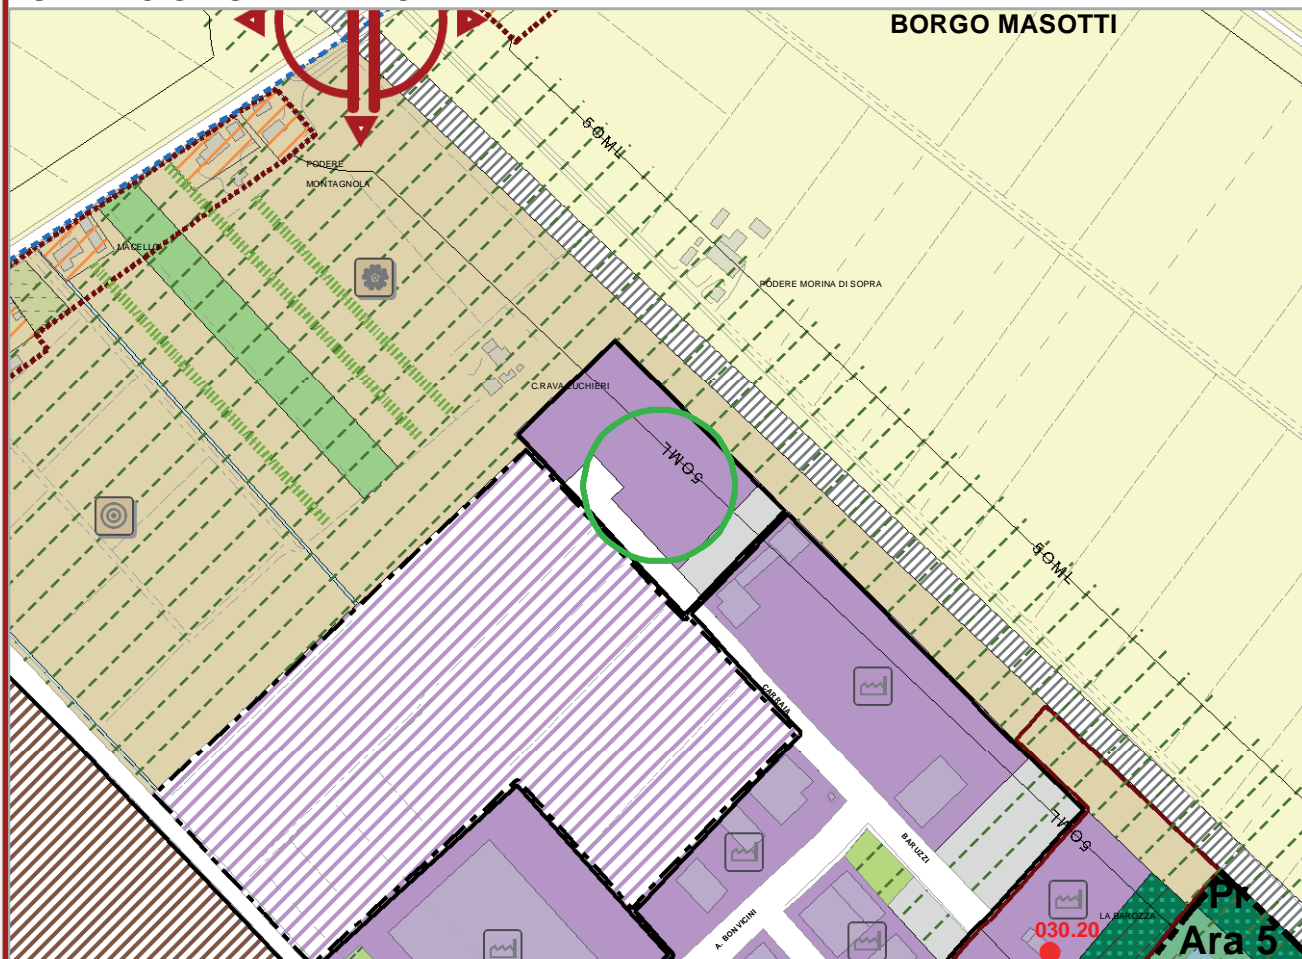 BORGO MASOTTI
50ML
PODERE
MONTAGNOLA
MACELLO
PODERE MORINA DI SOPRA
C.RAVA ZUCHIERI
50ML
50ML
CARRAIA
50ML
BARUZZI
A. BONVICINI
LA BAROZZA
030.20
Pr
Ara 5